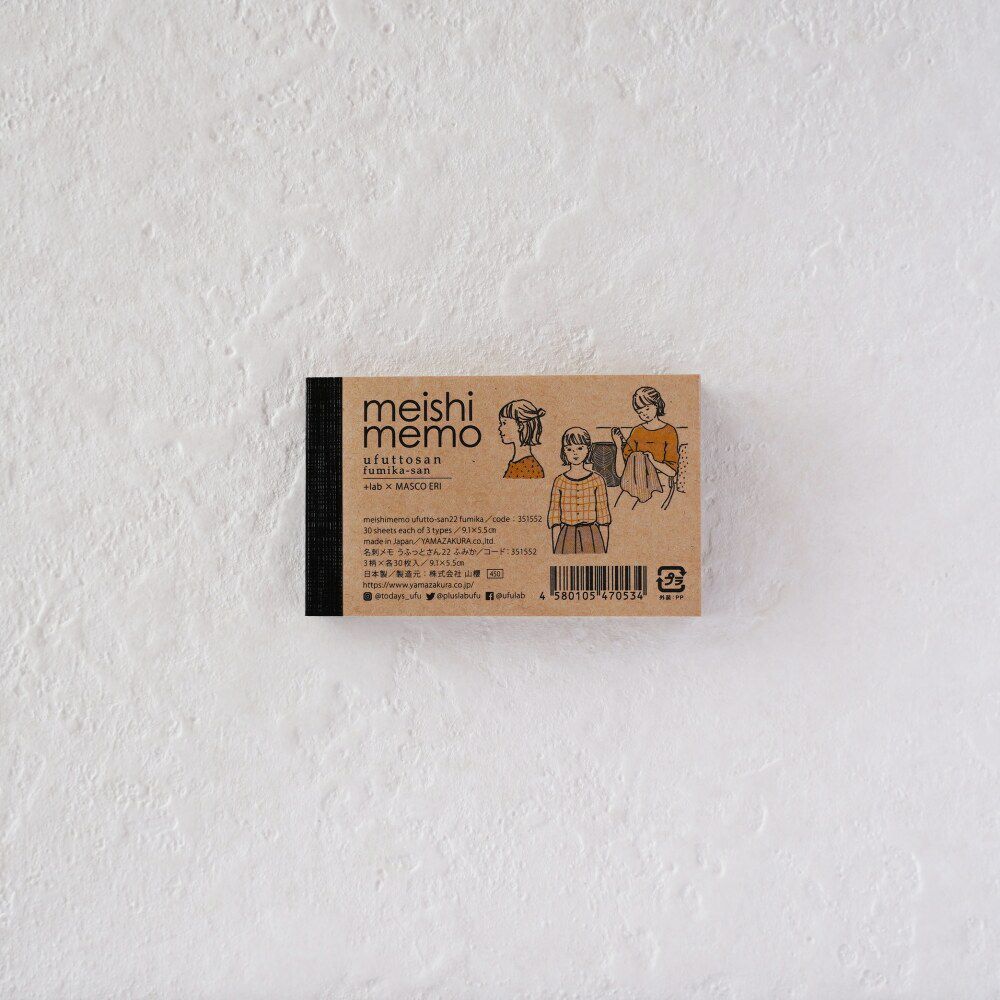 meishi
memo
ufuttosan
fumika-san
+lab × MASCO ERI
meishimemo ufutto-san22 fumika／code：351552
30 sheets each of 3 types ／9.1×5.5㎝
made in Japan／YAMAZAKURA.co.,ltd.
名刺メモ うふっとさん22 ふみか／コード：351552
3柄×各30枚入／ 9.1×5.5㎝
日本製／製造元：株式会社 山櫻 450
https://www.yamazakura.co.jp/
@todays_ufu @pluslabufu @ufulab
4 580105 470534
プラ
外装：PP